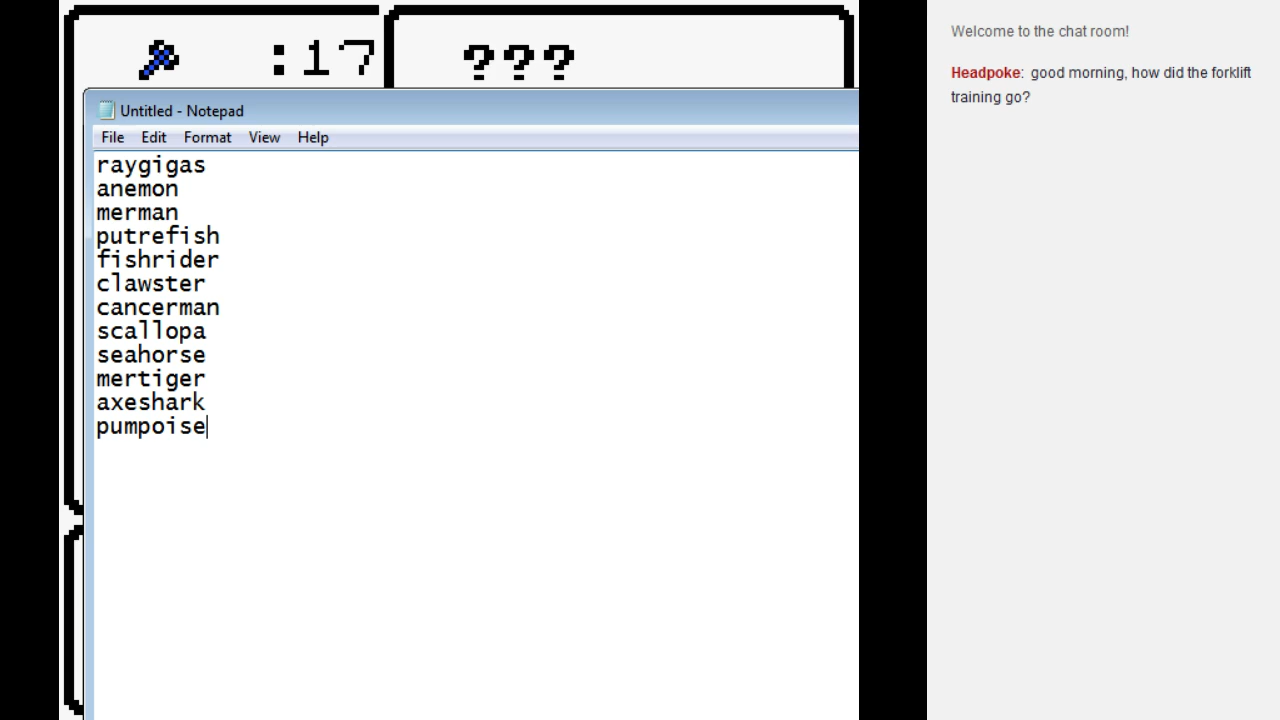 :17
???
Untitled - Notepad
File Edit Format View Help
raygigas
anemon
merman
putrefish
fishrider
clawster
cancerman
scallopa
seahorse
mertiger
axeshark
pumpoise
Welcome to the chat room!
Headpoke: good morning, how did the forklift
training go?